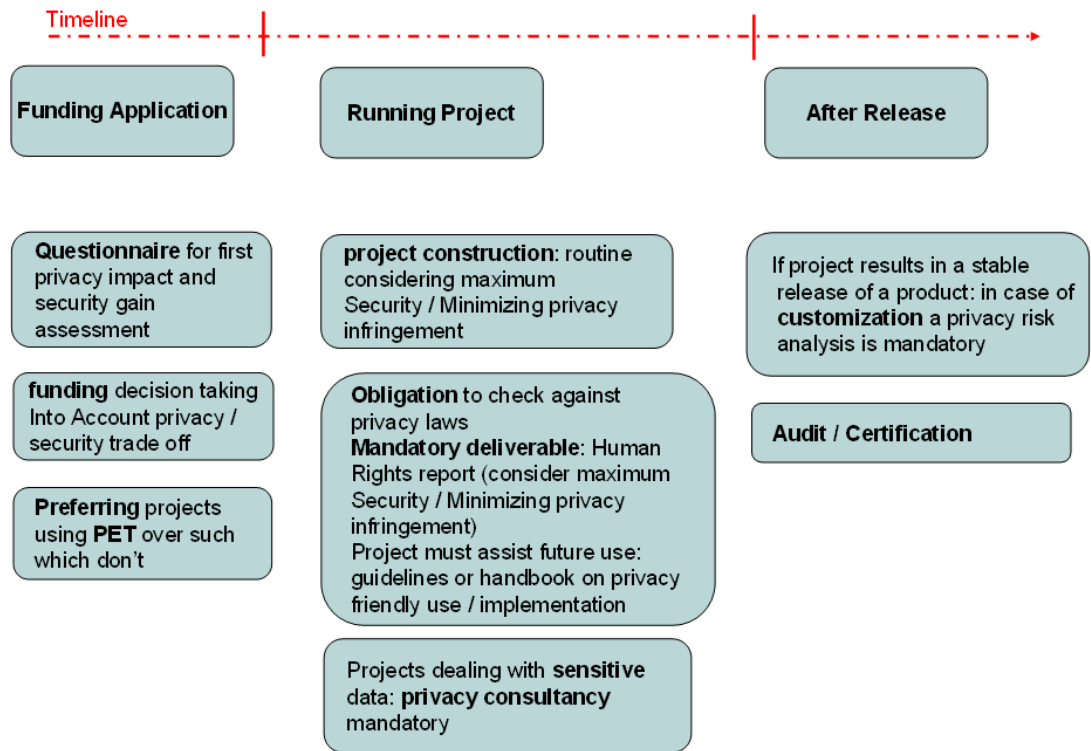 Timeline
Funding Application
Running Project
After Release
Questionnaire for first
privacy impact and
security gain
assessment
funding decision taking
Into Account privacy /
security trade off
Preferring projects
using PET over such
which don't
project construction: routine
considering maximum
Security / Minimizing privacy
infringement
Obligation to check against
privacy laws
Mandatory deliverable: Human
Rights report (consider maximum
Security / Minimizing privacy
infringement)
Project must assist future use:
guidelines or handbook on privacy
friendly use / implementation
Projects dealing with sensitive
data: privacy consultancy
mandatory
If project results in a stable
release of a product: in case of
customization a privacy risk
analysis is mandatory
Audit / Certification